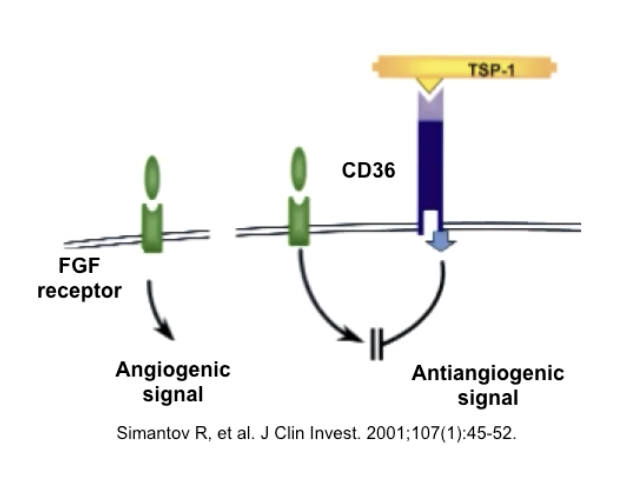 TSP-1
CD36
FGF
receptor
Angiogenic
signal
Antiangiogenic
signal
Simantov R, et al. J Clin Invest. 2001;107(1):45-52.